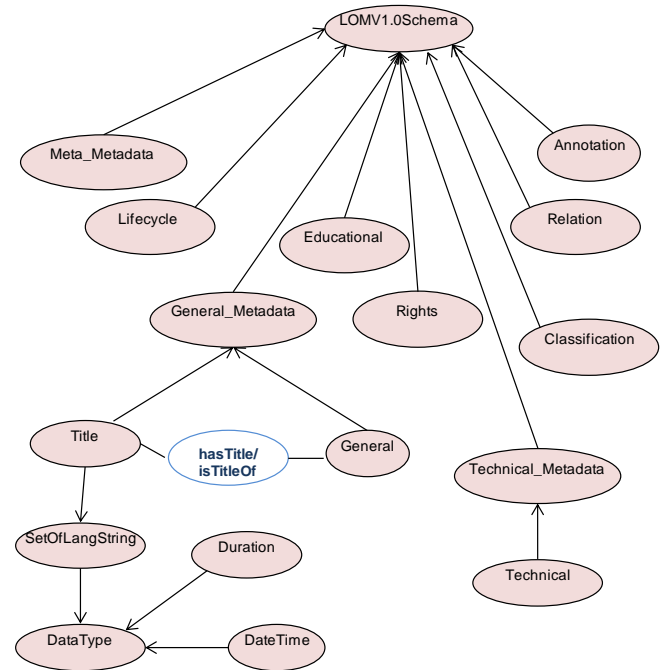 LOMV1.0Schema
Meta_Metadata
Annotation
Lifecycle
Relation
Educational
General_Metadata
Rights
Classification
Title
hasTitle/
isTitleOf
General
Technical_Metadata
SetOfLangString
Duration
Technical
DataType
DateTime